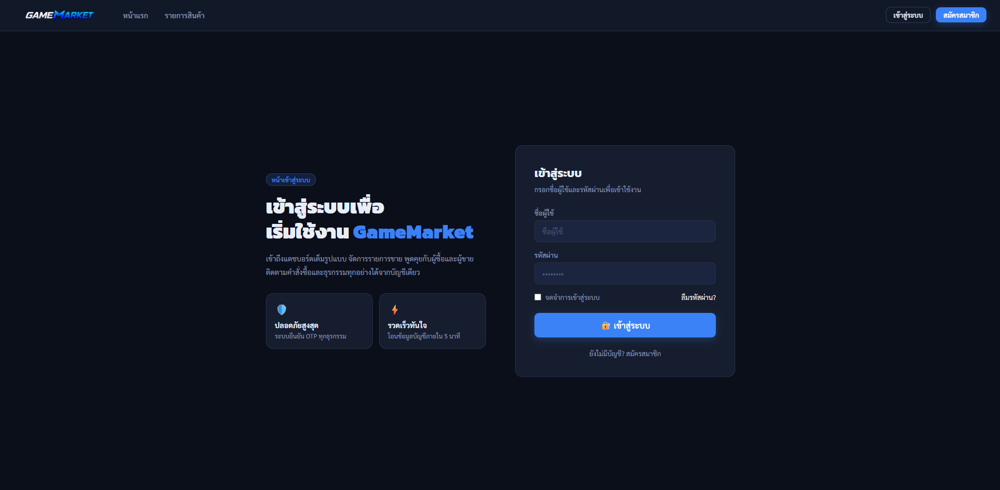 GAMEMARKET
หน้าแรก
รายการสินค้า
เข้าสู่ระบบ
สมัครสมาชิก
หน้าเข้าสู่ระบบ
เข้าสู่ระบบเพื่อ
เริ่มใช้งาน GameMarket
เข้าถึงแดชบอร์ดเต็มรูปแบบ จัดการรายการขาย พูดคุยกับผู้ซื้อและผู้ขาย
ติดตามคำสั่งซื้อและธุรกรรมทุกอย่างได้จากบัญชีเดียว
ปลอดภัยสูงสุด
ระบบยืนยัน OTP ทุกธุรกรรม
รวดเร็วทันใจ
โอนข้อมูลบัญชีภายใน 5 นาที
เข้าสู่ระบบ
กรอกชื่อผู้ใช้และรหัสผ่านเพื่อเข้าใช้งาน
ชื่อผู้ใช้
ชื่อผู้ใช้
รหัสผ่าน
••••••••
จดจำการเข้าสู่ระบบ
ลืมรหัสผ่าน?
🔐 เข้าสู่ระบบ
ยังไม่มีบัญชี? สมัครสมาชิก